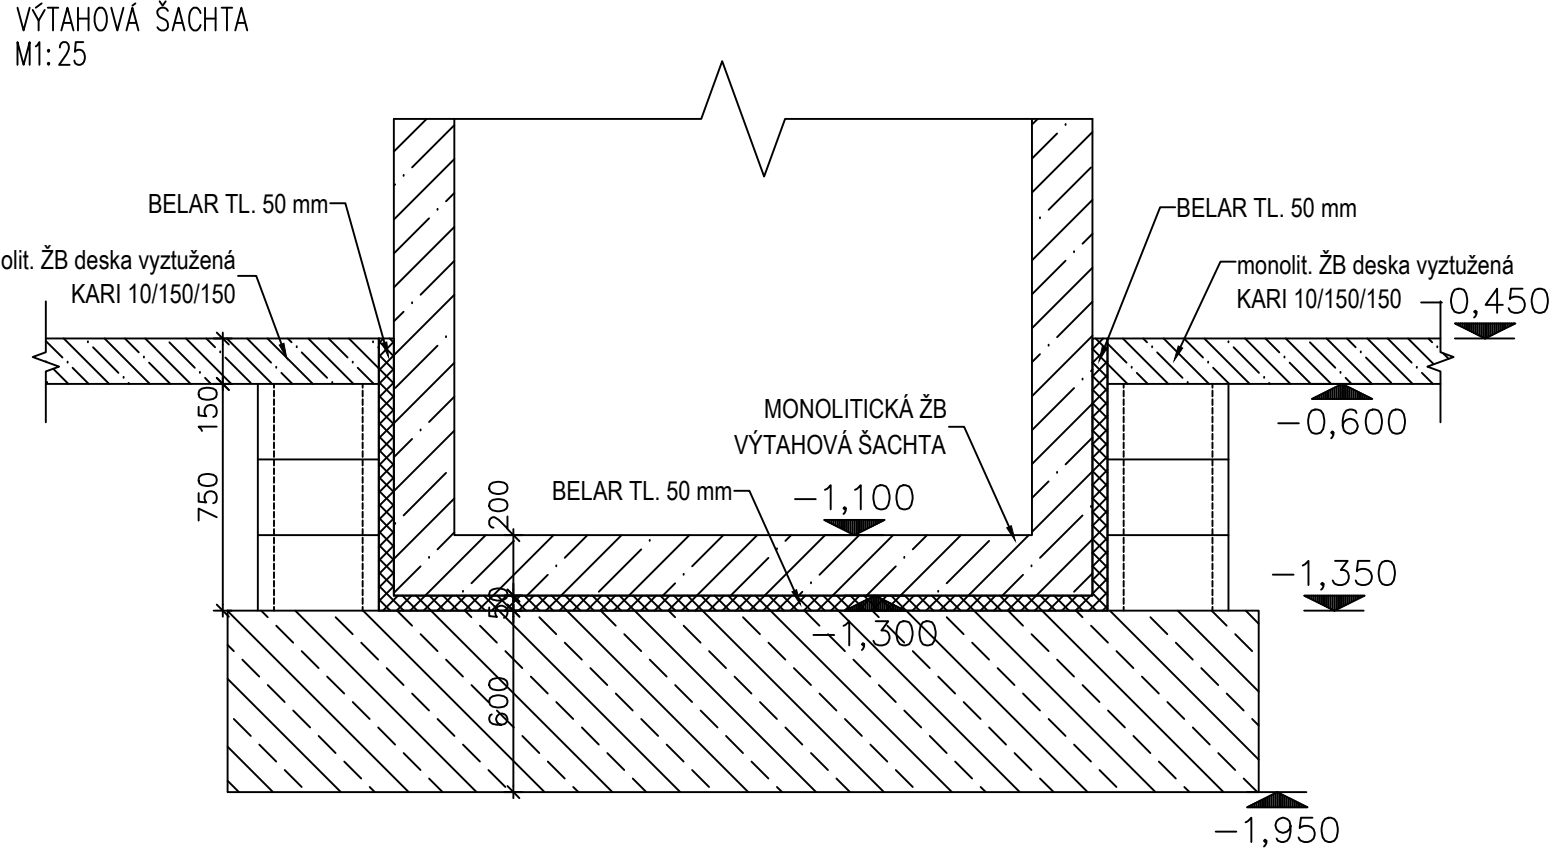 VÝTAHOVÁ ŠACHTA
M1:25
BELAR TL. 50 mm
BELAR TL. 50 mm
olit. ŽB deska vyztužená
KARI 10/150/150
monolit. ŽB deska vyztužená
KARI 10/150/150
-0,450
150
-0,600
MONOLITICKÁ ŽB
VÝTAHOVÁ ŠACHTA
750
BELAR TL. 50 mm
200
-1,100
-1,350
50
-1,300
600
-1,950